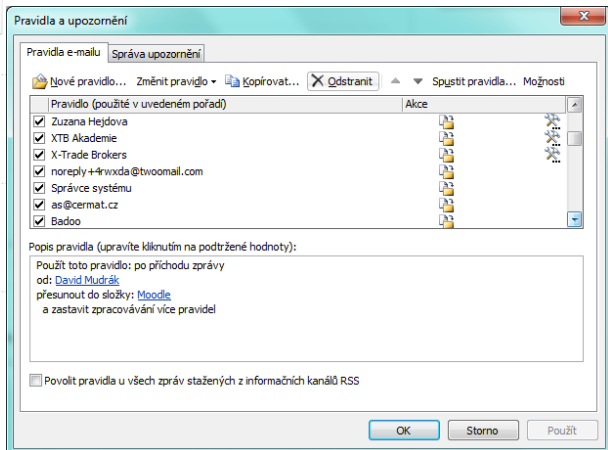 Pravidla a upozornění
Pravidla e-mailu Správa upozornění
Nové pravidlo... Změnit pravidlo Kopírovat... Odstranit Spustit pravidla... Možnosti
Pravidlo (použité v uvedeném pořadí) Akce
Zuzana Hejdova
XTB Akademie
X-Trade Brokers
noreply++4rwxda@twoomail.com
Správce systému
as@cermat.cz
Badoo
Popis pravidla (upravíte kliknutím na podtržené hodnoty):
Použít toto pravidlo: po příchodu zprávy
od: David Mudrák
přesunout do složky: Moodle
a zastavit zpracovávání více pravidel
Povolit pravidla u všech zpráv stažených z informačních kanálů RSS
OK Storno Použít